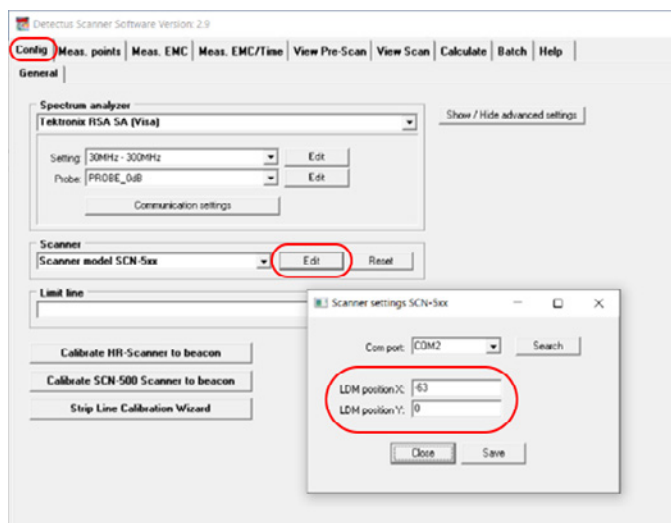 Detectus Scanner Software Version: 2.9
Config Meas. points Meas. EMC Meas. EMC/Time View Pre-Scan View Scan Calculate Batch Help
General
Spectrum analyzer
Tektronix RSA SA (Visa)
Show / Hide advanced settings
Setting: 30MHz - 300MHz Edit
Probe: PROBE_0dB Edit
Communication settings
Scanner
Scanner model SCN-5xx Edit Reset
Limit line
Scanner settings SCN-5xx
Com port: COM2 Search
Calibrate HR-Scanner to beacon
Calibrate SCN-500 Scanner to beacon
LDM position X: -63
Strip Line Calibration Wizard
LDM position Y: 0
Close Save